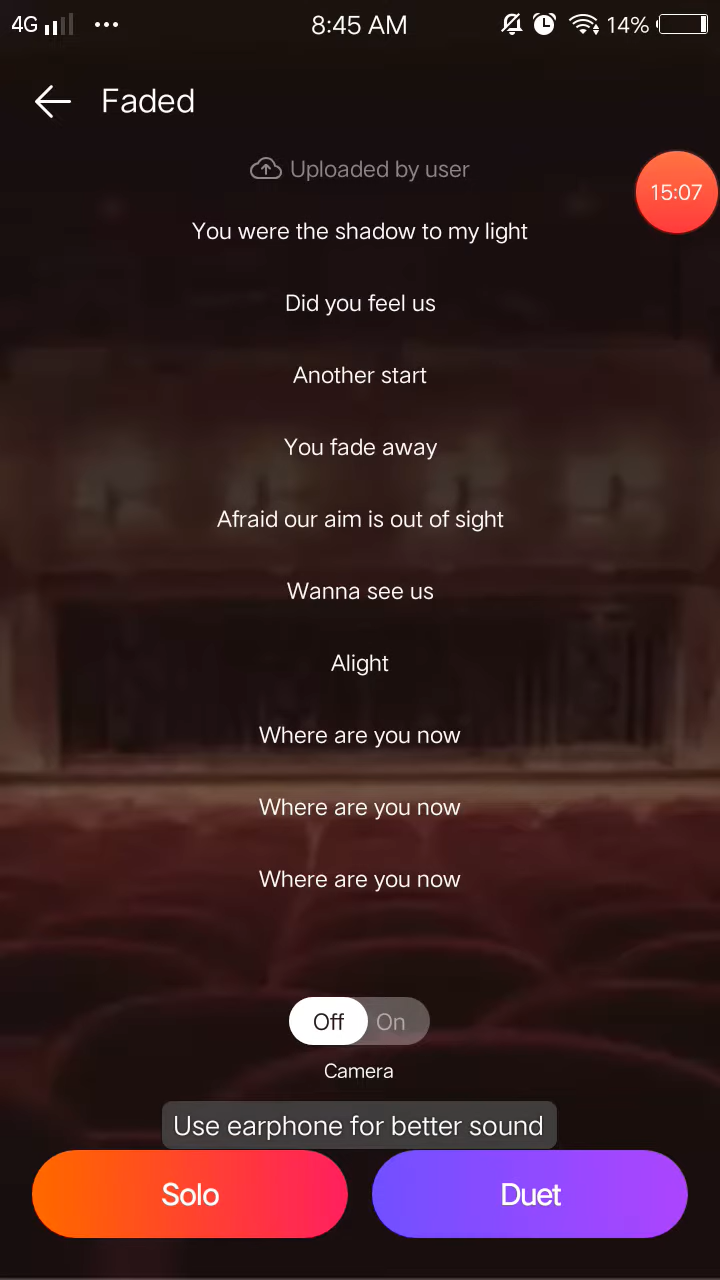 4G 8:45 AM 14%
Faded
Uploaded by user
15:07
You were the shadow to my light
Did you feel us
Another start
You fade away
Afraid our aim is out of sight
Wanna see us
Alight
Where are you now
Where are you now
Where are you now
Off On
Camera
Use earphone for better sound
Solo Duet